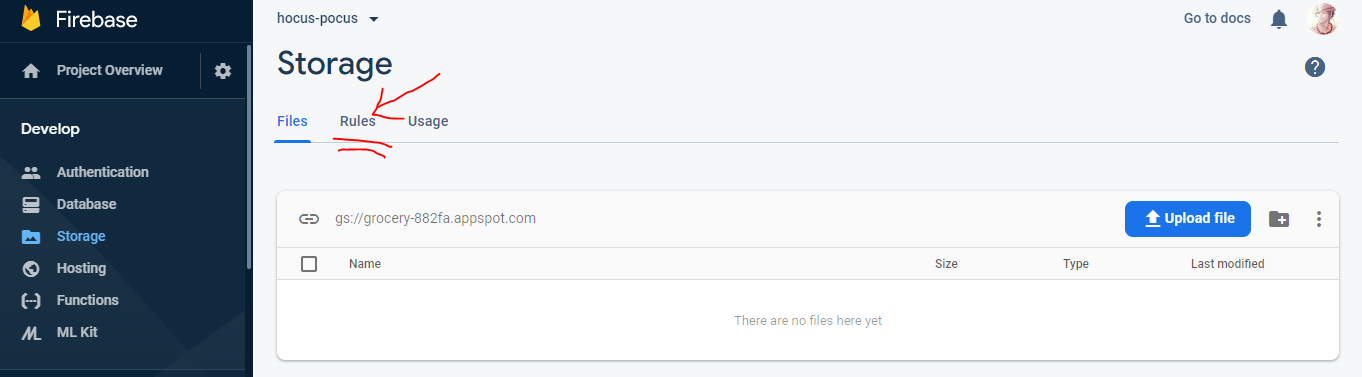 Firebase
hocus-pocus
Go to docs
Project Overview
Storage
Develop
Files Rules Usage
Authentication
Database
Storage
Hosting
Functions
ML Kit
gs://grocery-882fa.appspot.com
Upload file
Name Size Type Last modified
There are no files here yet